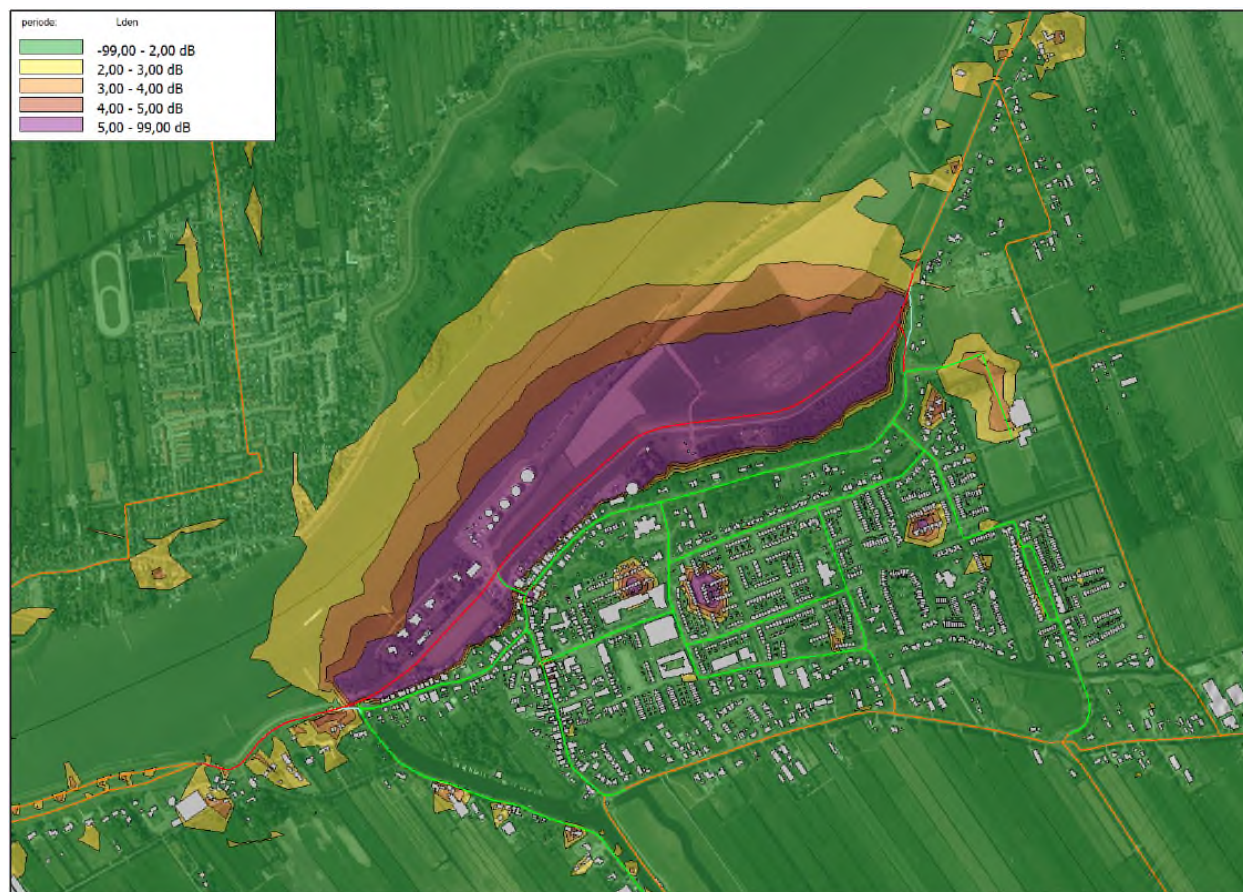 periode: Lden
-99,00 - 2,00 dB
2,00 - 3,00 dB
3,00 - 4,00 dB
4,00 - 5,00 dB
5,00 - 99,00 dB